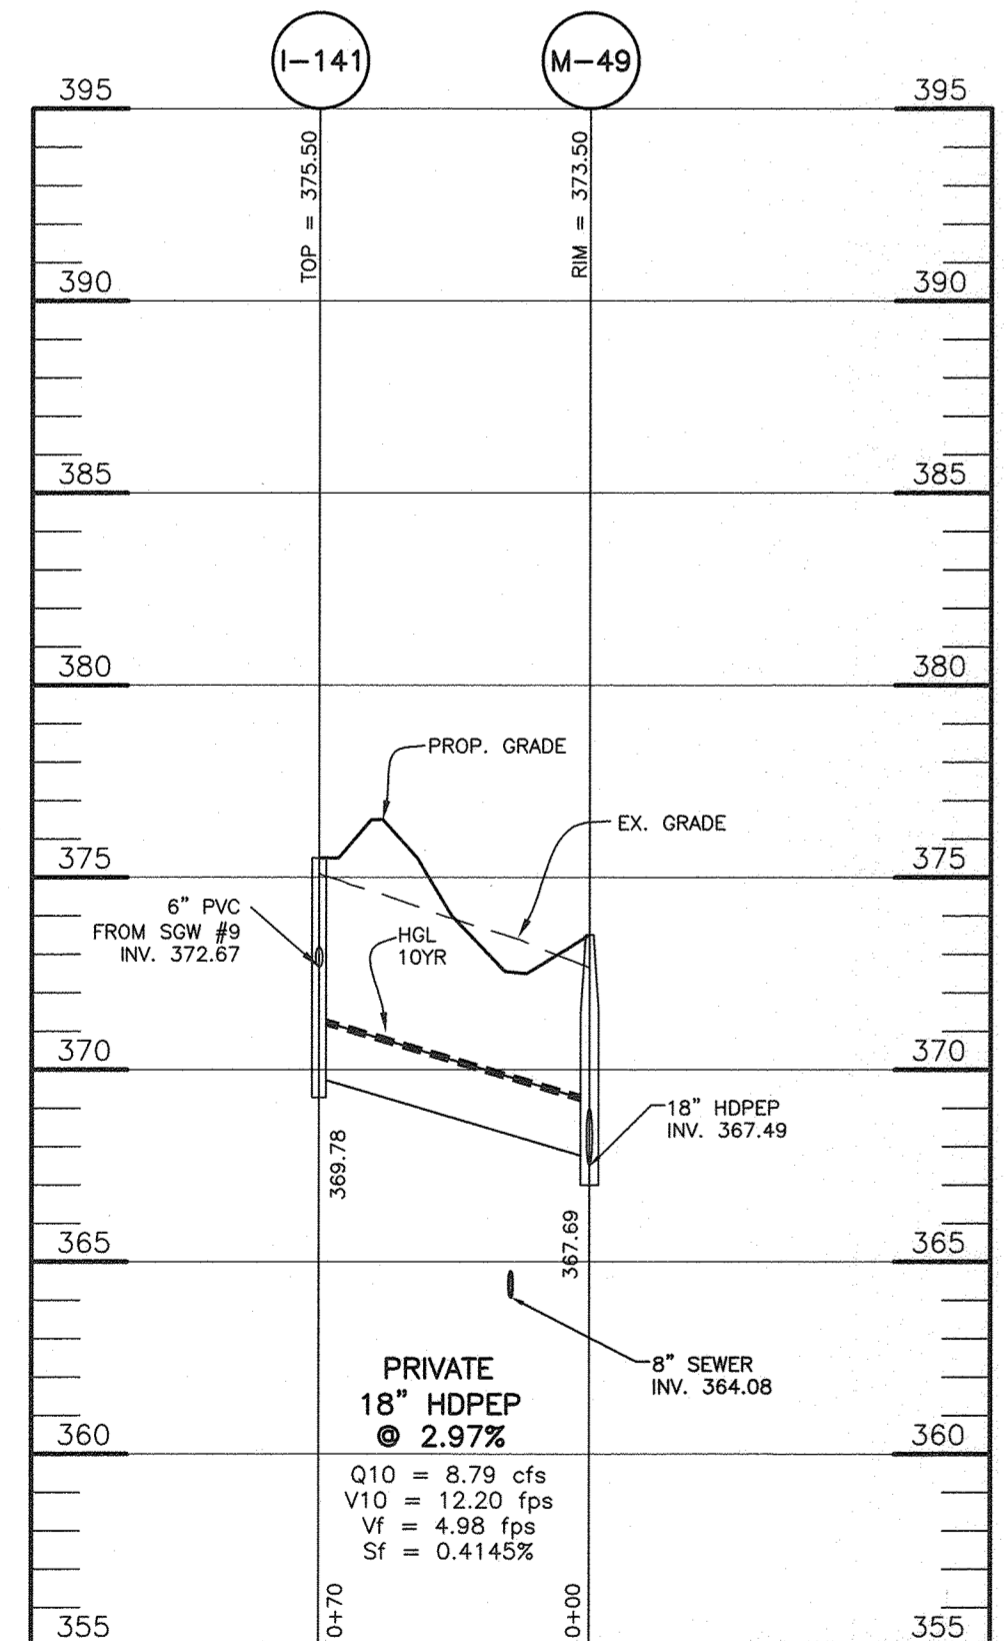 I-141
M-49
395
395
TOP = 375.50
RIM = 373.50
390
390
385
385
380
380
PROP. GRADE
EX. GRADE
375
375
6" PVC
FROM SGW #9
INV. 372.67
HGL
10YR
370
370
18" HDPEP
INV. 367.49
369.78
367.69
365
365
8" SEWER
INV. 364.08
PRIVATE
18" HDPEP
@ 2.97%
360
360
Q10 = 8.79 cfs
V10 = 12.20 fps
Vf = 4.98 fps
Sf = 0.4145%
0+70
0+00
355
355